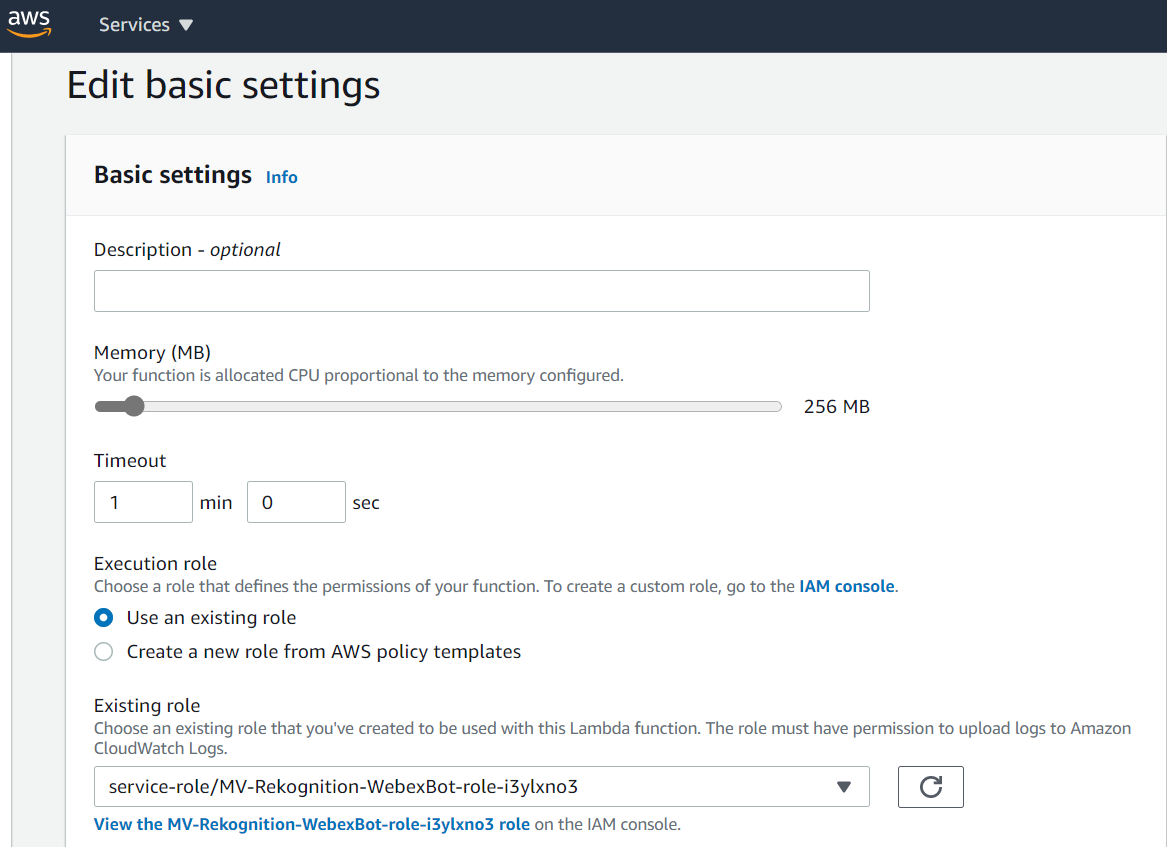 aws
Services
Edit basic settings
Basic settings Info
Description - optional
Memory (MB)
Your function is allocated CPU proportional to the memory configured.
256 MB
Timeout
1 min 0 sec
Execution role
Choose a role that defines the permissions of your function. To create a custom role, go to the IAM console.
Use an existing role
Create a new role from AWS policy templates
Existing role
Choose an existing role that you've created to be used with this Lambda function. The role must have permission to upload logs to Amazon
CloudWatch Logs.
service-role/MV-Rekognition-WebexBot-role-i3ylxno3
View the MV-Rekognition-WebexBot-role-i3ylxno3 role on the IAM console.